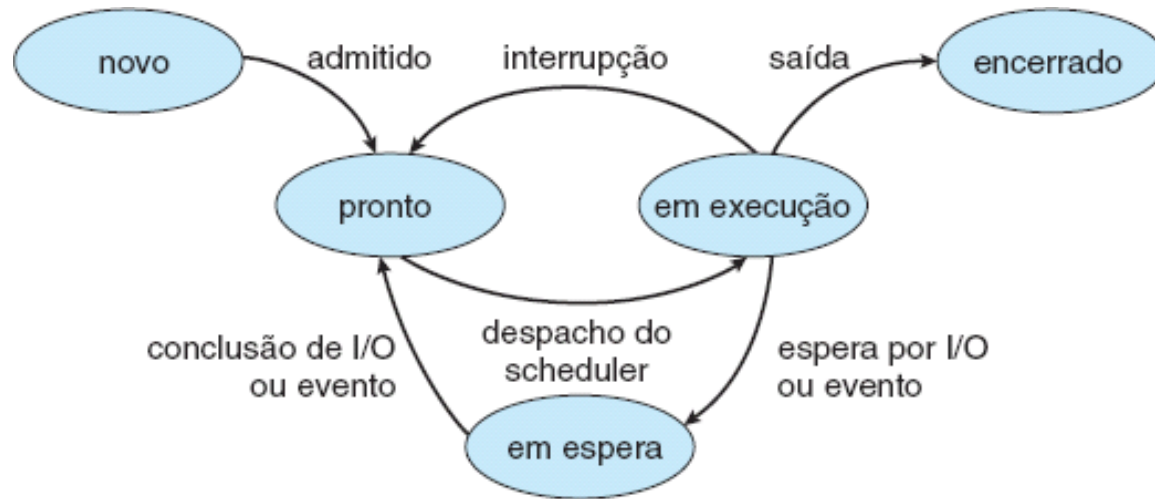 novo
admitido
interrupção
saída
encerrado
pronto
em execução
conclusão de I/O
ou evento
despacho do
scheduler
espera por I/O
ou evento
em espera